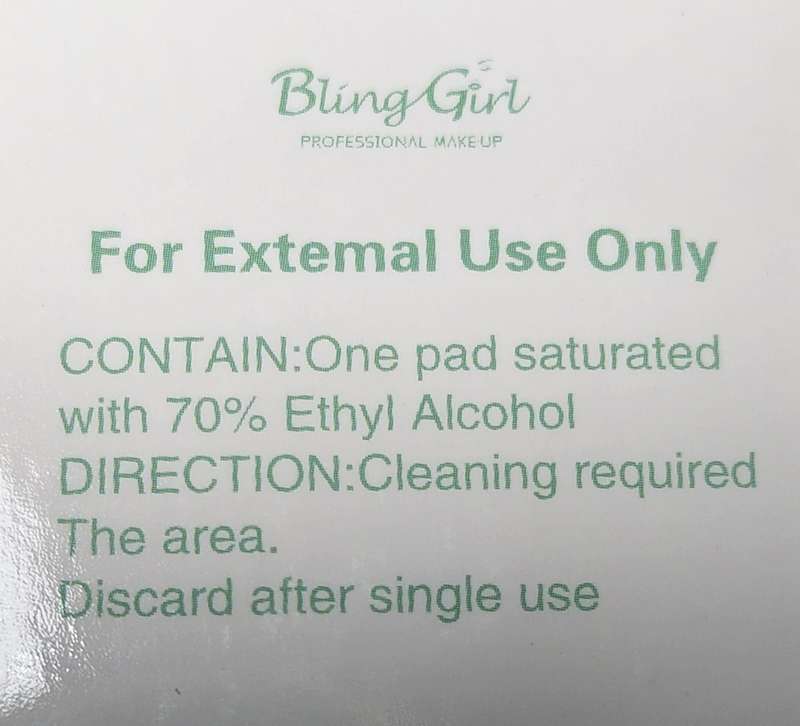 Bling Girl
PROFESSIONAL MAKE UP
For Extemal Use Only
CONTAIN:One pad saturated
with 70% Ethyl Alcohol
DIRECTION:Cleaning required
The area.
Discard after single use